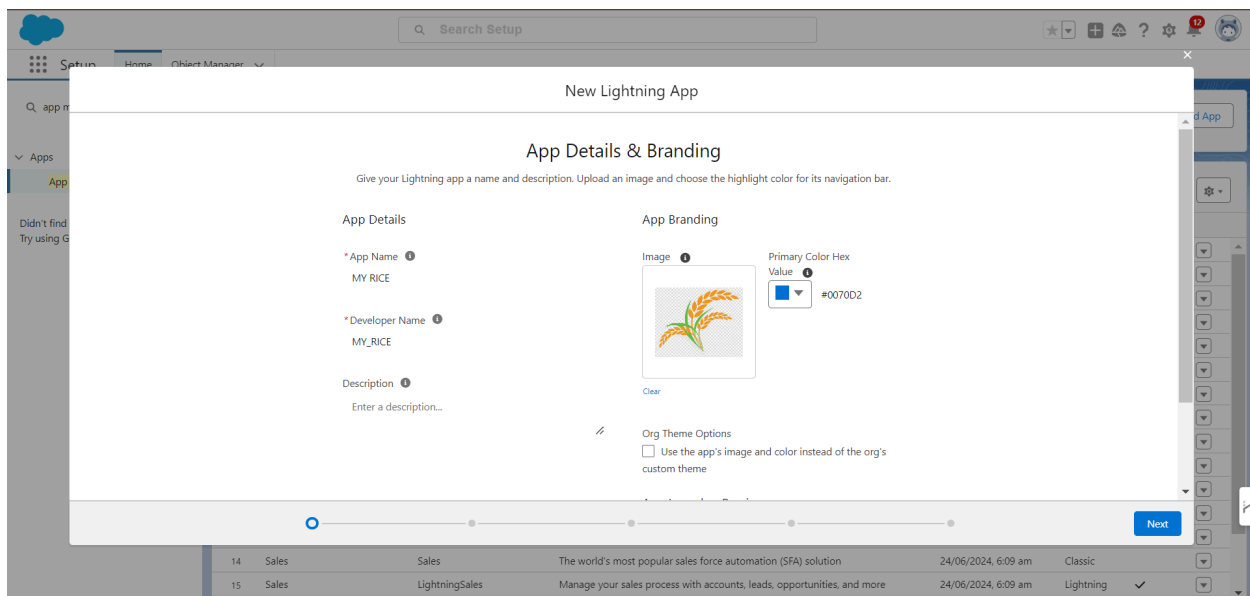 Search Setup
12
Setup
Home
Object Manager
New Lightning App
app m
d App
App Details & Branding
Give your Lightning app a name and description. Upload an image and choose the highlight color for its navigation bar.
Apps
App
Didn't find
Try using G
App Details
App Branding
*App Name
MY RICE
Image
Primary Color Hex
Value
#0070D2
*Developer Name
MY_RICE
Description
Enter a description...
Clear
Org Theme Options
Use the app's image and color instead of the org's
custom theme
Next
14 Sales Sales The world's most popular sales force automation (SFA) solution 24/06/2024, 6:09 am Classic
15 Sales LightningSales Manage your sales process with accounts, leads, opportunities, and more 24/06/2024, 6:09 am Lightning